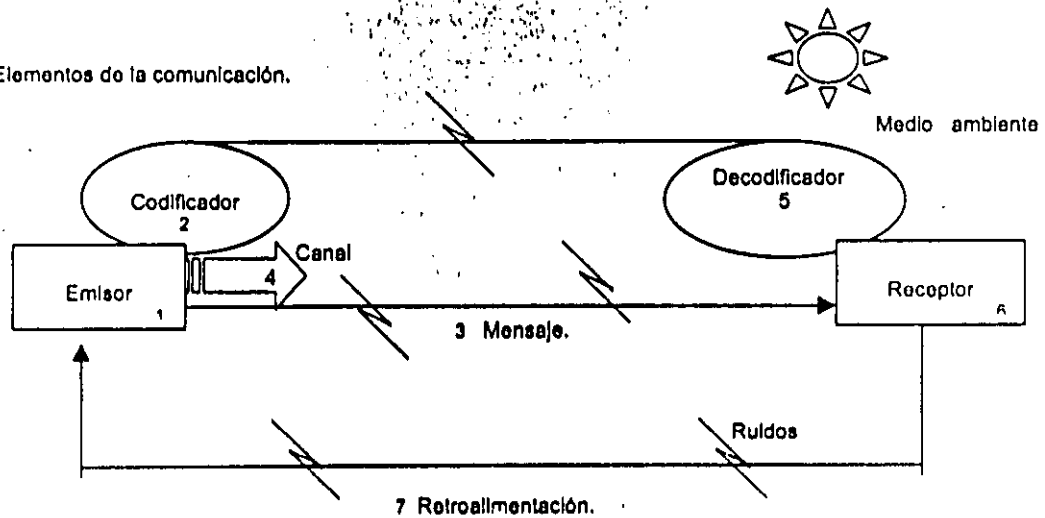 Elementos de la comunicación.
Medio ambiente
Codificador
2
Decodificador
5
Canal
4
Emisor
1
Receptor
6
3 Mensaje.
Ruidos
7 Retroalimentación.